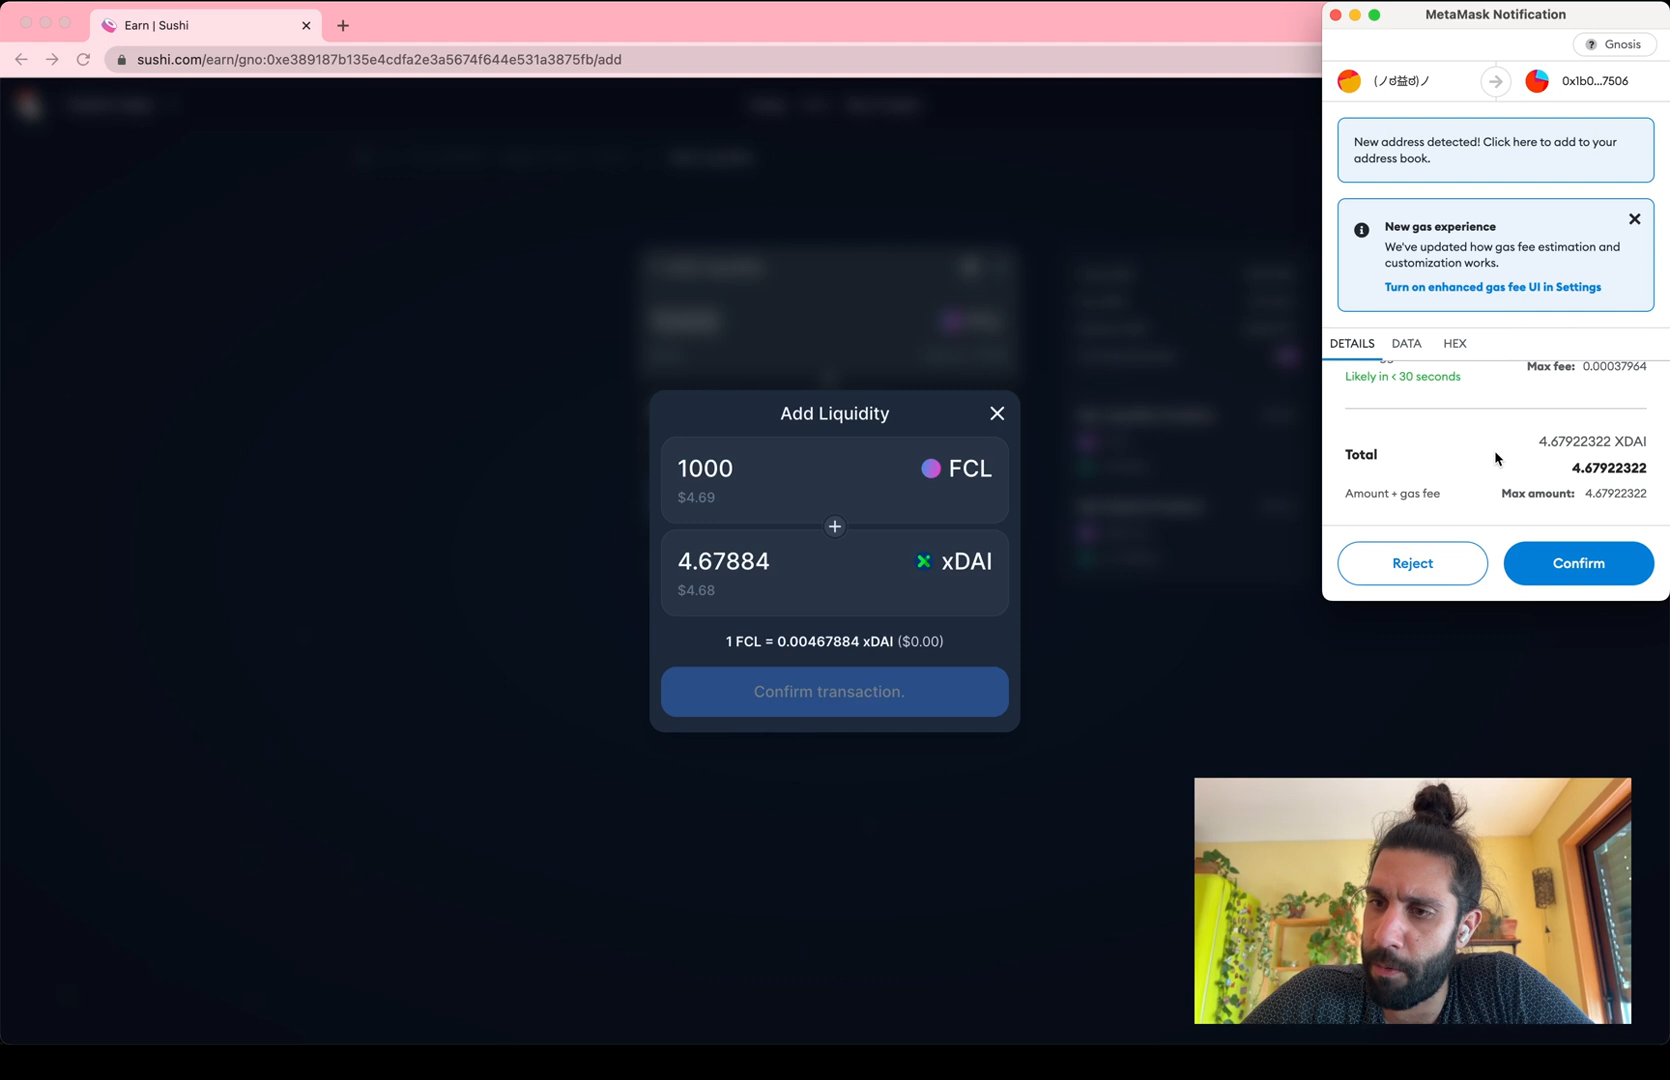 Earn | Sushi
sushi.com/earn/gno:0xe389187b135e4cdfa2e3a5674f644e531a3875fb/add
Add Liquidity
1000
FCL
$4.69
4.67884
xDAI
$4.68
1 FCL = 0.00467884 xDAI ($0.00)
Confirm transaction.
MetaMask Notification
Gnosis
(ノಠ益ಠ)ノ
0x1b0...7506
New address detected! Click here to add to your
address book.
New gas experience
We've updated how gas fee estimation and
customization works.
Turn on enhanced gas fee UI in Settings
DETAILS
DATA
HEX
Likely in < 30 seconds
Max fee: 0.00037964
4.67922322 XDAI
Total
4.67922322
Amount + gas fee
Max amount: 4.67922322
Reject
Confirm